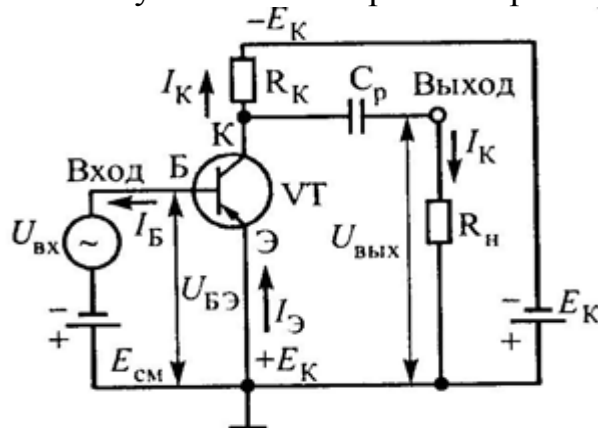 −E_К
I_К R_К C_р Выход
К I_К
Вход Б VT
U_вх ~ I_Б Э U_вых R_н
− U_БЭ I_Э − E_К
+ E_см +E_К +